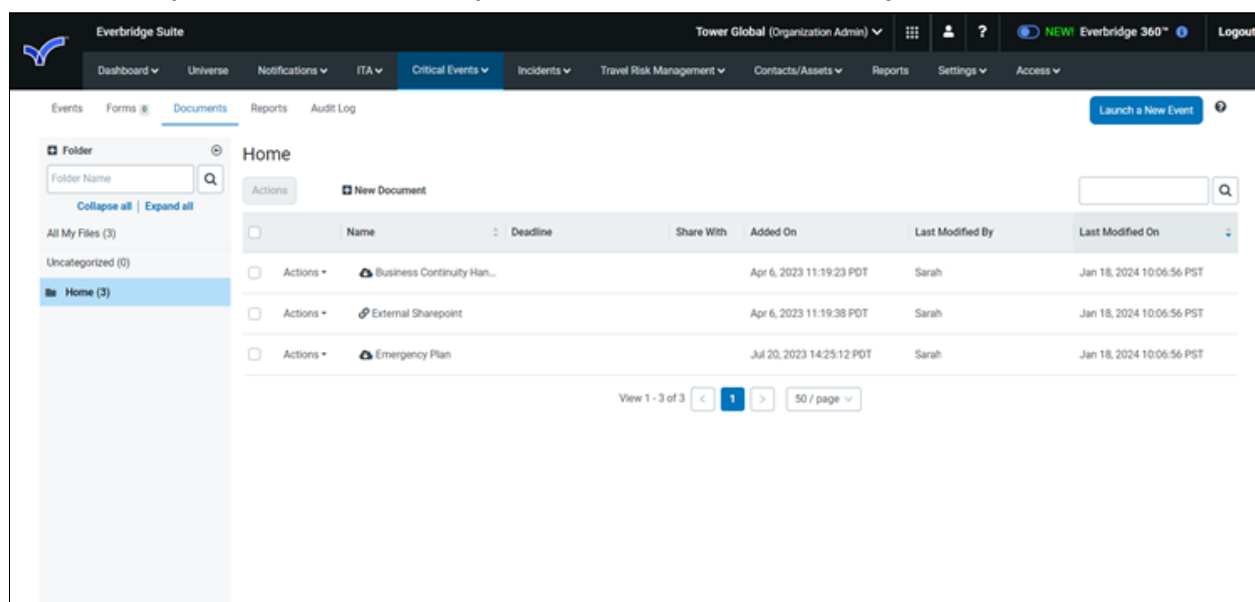 Everbridge Suite
Tower Global (Organization Admin)
?
NEW! Everbridge 360™
Logout
Dashboard Universe Notifications ITA Critical Events Incidents Travel Risk Management Contacts/Assets Reports Settings Access
Events Forms Documents Reports Audit Log
Launch a New Event
?
Folder
Folder Name
Collapse all | Expand all
All My Files (3)
Uncategorized (0)
Home (3)
Home
Actions New Document
Name Deadline Share With Added On Last Modified By Last Modified On
Actions Business Continuity Han... Apr 6, 2023 11:19:23 PDT Sarah Jan 18, 2024 10:06:56 PST
Actions External Sharepoint Apr 6, 2023 11:19:38 PDT Sarah Jan 18, 2024 10:06:56 PST
Actions Emergency Plan Jul 20, 2023 14:25:12 PDT Sarah Jan 18, 2024 10:06:56 PST
View 1 - 3 of 3 < 1 > 50 / page